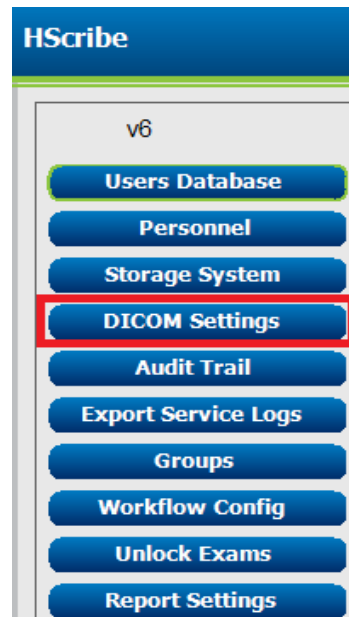 HScribe
v6
Users Database
Personnel
Storage System
DICOM Settings
Audit Trail
Export Service Logs
Groups
Workflow Config
Unlock Exams
Report Settings